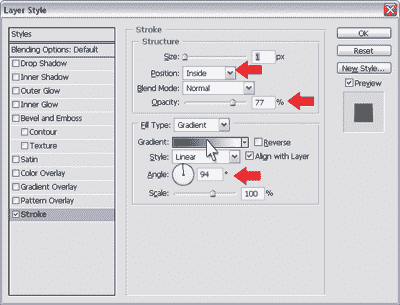 Layer Style
Styles
Blending Options: Default
Drop Shadow
Inner Shadow
Outer Glow
Inner Glow
Bevel and Emboss
Contour
Texture
Satin
Color Overlay
Gradient Overlay
Pattern Overlay
Stroke
Stroke
Structure
Size: 1 px
Position: Inside
Blend Mode: Normal
Opacity: 77 %
Fill Type: Gradient
Gradient: Reverse
Style: Linear Align with Layer
Angle: 94 °
Scale: 100 %
OK
Reset
New Style...
Preview